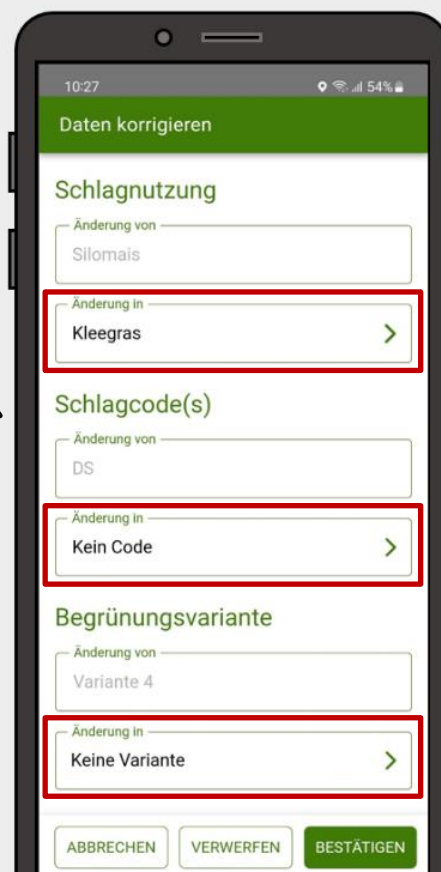 10:27
54%
Daten korrigieren
Schlagnutzung
Änderung von
Silomais
Änderung in
Kleegras
Schlagcode(s)
Änderung von
DS
Änderung in
Kein Code
Begrünungsvariante
Änderung von
Variante 4
Änderung in
Keine Variante
ABBRECHEN VERWERFEN BESTÄTIGEN